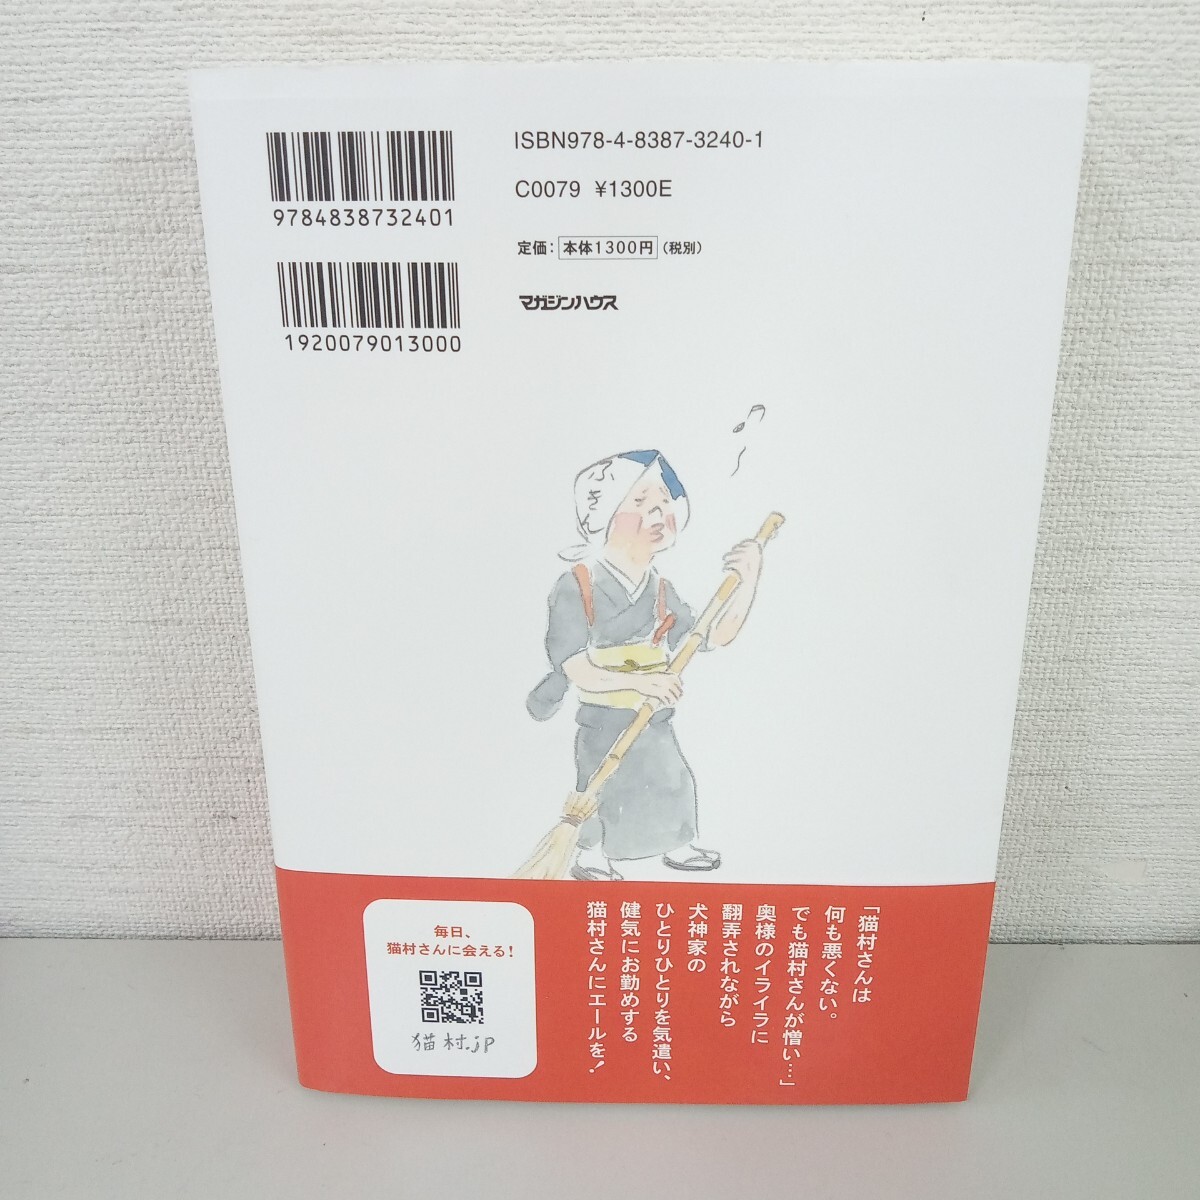 9784838732401
1920079013000
ISBN978-4-8387-3240-1
C0079 ¥1300E
定価:本体1300円(税別)
マガジンハウス
ふきん
「猫村さんは
何も悪くない。
でも猫村さんが憎い…」
奥様のイライラに
翻弄されながら
犬神家の
ひとりひとりを気遣い、
健気にお勤めする
猫村さんにエールを!
毎日、
猫村さんに会える!
猫村.jp